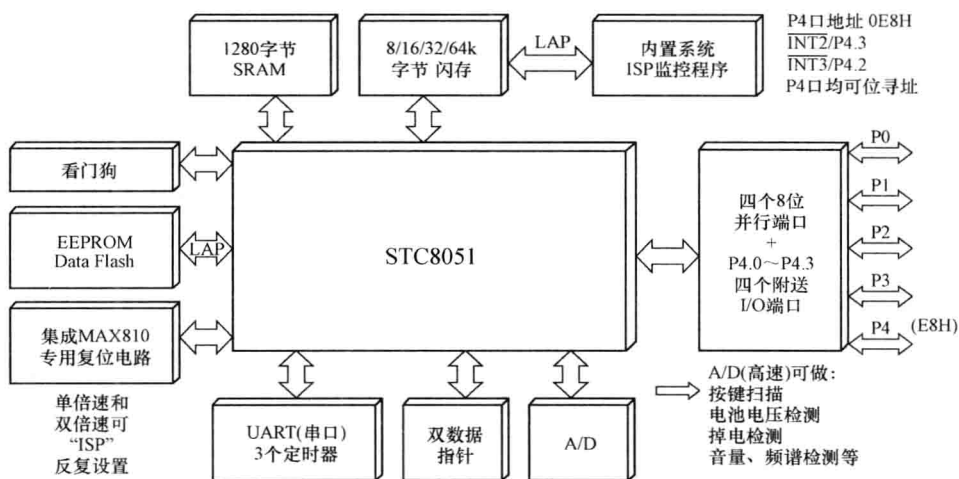 1280字节
SRAM
8/16/32/64k
字节 闪存
LAP
内置系统
ISP监控程序
P4口地址 0E8H
INT2/P4.3
INT3/P4.2
P4口均可位寻址
看门狗
EEPROM
Data Flash
LAP
集成MAX810
专用复位电路
单倍速和
双倍速可
“ISP”
反复设置
STC8051
四个8位
并行端口
+
P4.0～P4.3
四个附送
I/O端口
P0
P1
P2
P3
P4
(E8H)
UART(串口)
3个定时器
双数据
指针
A/D
A/D(高速)可做:
按键扫描
电池电压检测
掉电检测
音量、频谱检测等